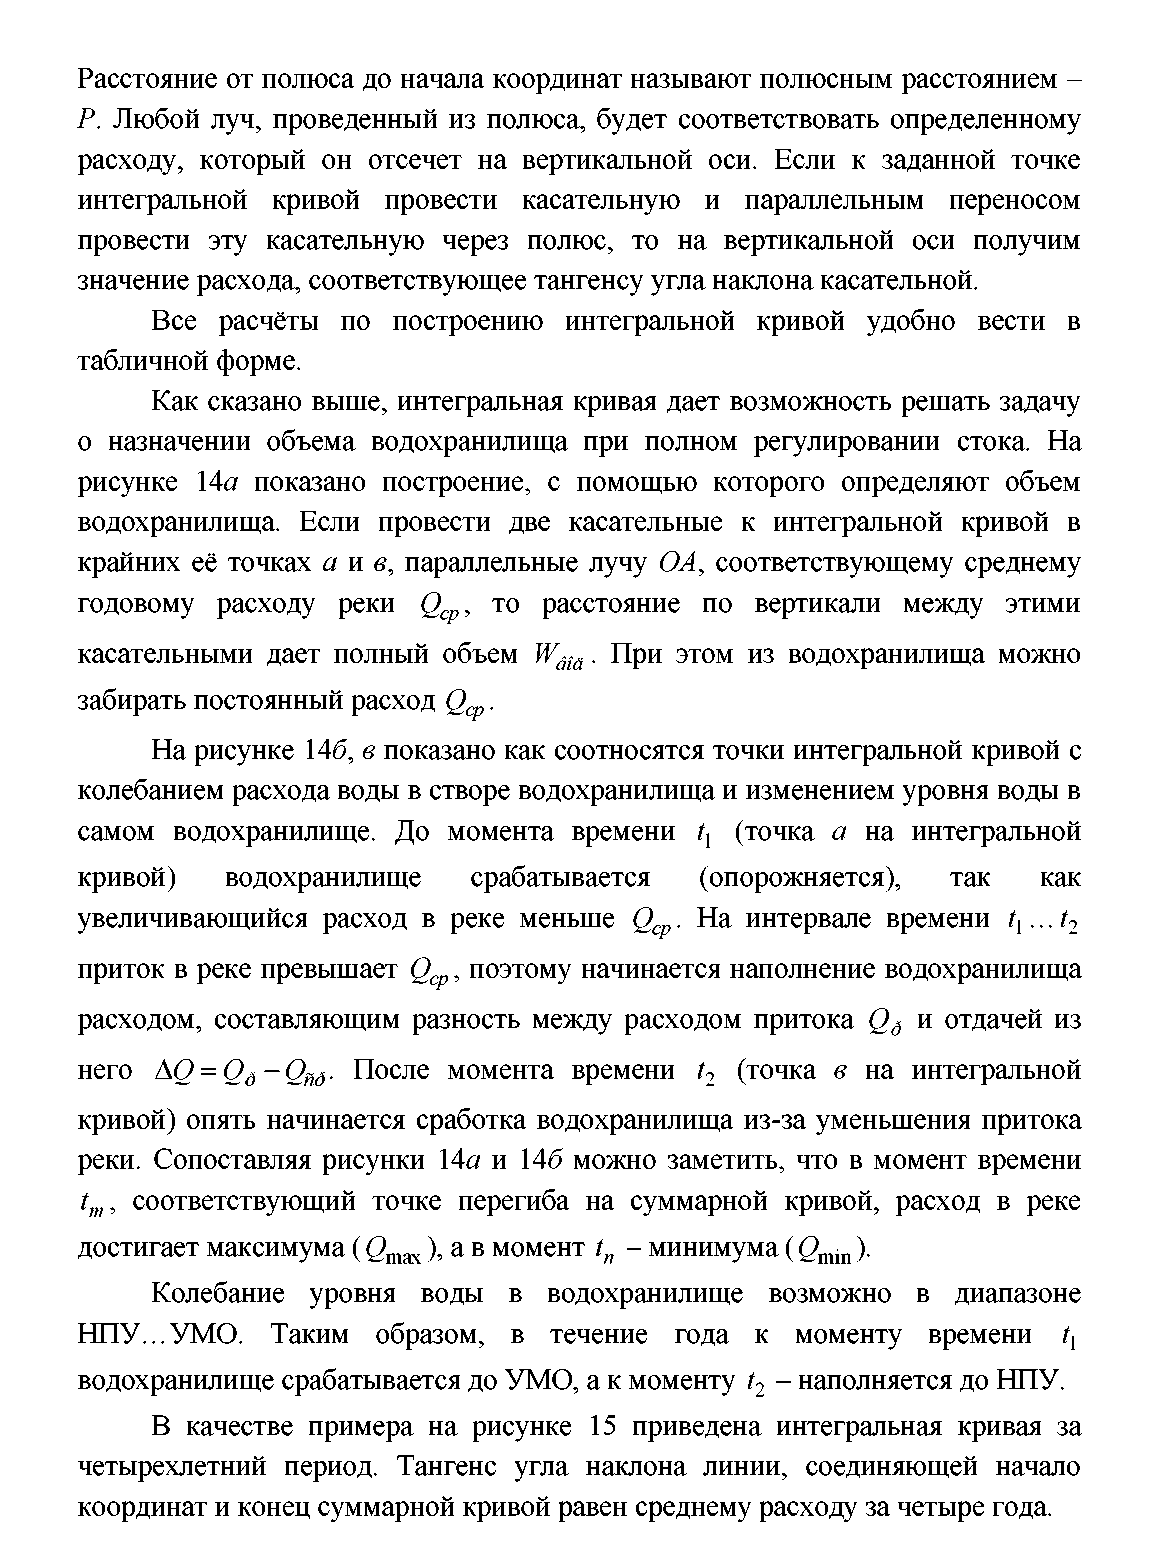 Расстояние от полюса до начала координат называют полюсным расстоянием –
Р. Любой луч, проведенный из полюса, будет соответствовать определенному
расходу, который он отсечет на вертикальной оси. Если к заданной точке
интегральной кривой провести касательную и параллельным переносом
провести эту касательную через полюс, то на вертикальной оси получим
значение расхода, соответствующее тангенсу угла наклона касательной.
Все расчёты по построению интегральной кривой удобно вести в
табличной форме.
Как сказано выше, интегральная кривая дает возможность решать задачу
о назначении объема водохранилища при полном регулировании стока. На
рисунке 14а показано построение, с помощью которого определяют объем
водохранилища. Если провести две касательные к интегральной кривой в
крайних её точках а и в, параллельные лучу ОА, соответствующему среднему
годовому расходу реки Qср, то расстояние по вертикали между этими
касательными дает полный объем Wâîä. При этом из водохранилища можно
забирать постоянный расход Qср.
На рисунке 14б, в показано как соотносятся точки интегральной кривой с
колебанием расхода воды в створе водохранилища и изменением уровня воды в
самом водохранилище. До момента времени t1 (точка а на интегральной
кривой) водохранилище срабатывается (опорожняется), так как
увеличивающийся расход в реке меньше Qср. На интервале времени t1…t2
приток в реке превышает Qср, поэтому начинается наполнение водохранилища
расходом, составляющим разность между расходом притока Qð и отдачей из
него ΔQ = Qð − Qñð. После момента времени t2 (точка в на интегральной
кривой) опять начинается сработка водохранилища из-за уменьшения притока
реки. Сопоставляя рисунки 14а и 14б можно заметить, что в момент времени
tm, соответствующий точке перегиба на суммарной кривой, расход в реке
достигает максимума (Qmax), а в момент tn – минимума (Qmin).
Колебание уровня воды в водохранилище возможно в диапазоне
НПУ…УМО. Таким образом, в течение года к моменту времени t1
водохранилище срабатывается до УМО, а к моменту t2 – наполняется до НПУ.
В качестве примера на рисунке 15 приведена интегральная кривая за
четырехлетний период. Тангенс угла наклона линии, соединяющей начало
координат и конец суммарной кривой равен среднему расходу за четыре года.